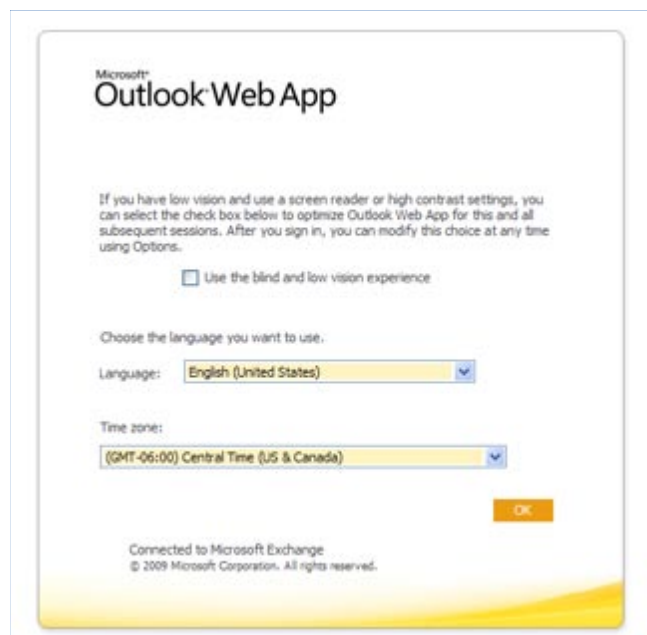 Microsoft®
Outlook Web App
If you have low vision and use a screen reader or high contrast settings, you
can select the check box below to optimize Outlook Web App for this and all
subsequent sessions. After you sign in, you can modify this choice at any time
using Options.
Use the blind and low vision experience
Choose the language you want to use.
Language: English (United States)
Time zone:
(GMT-06:00) Central Time (US & Canada)
OK
Connected to Microsoft Exchange
© 2009 Microsoft Corporation. All rights reserved.